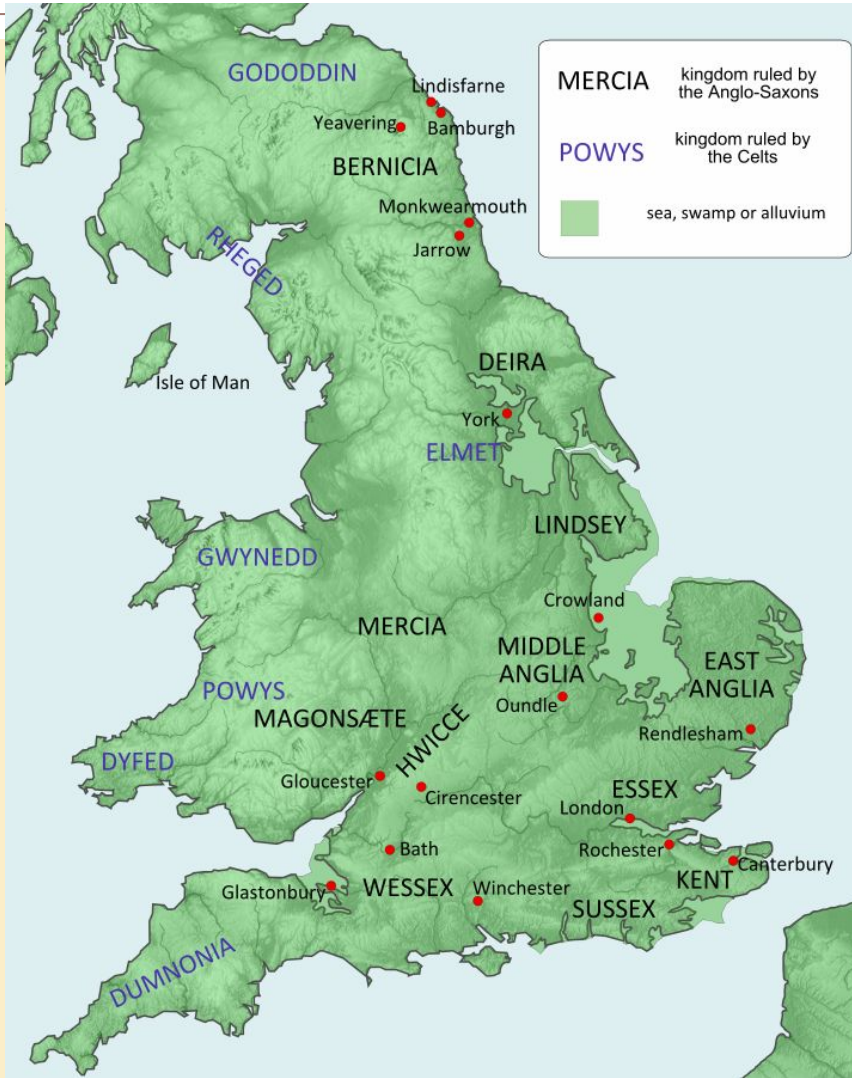 GODODDIN
Lindisfarne
Yeavering
Bamburgh
BERNICIA
Monkwearmouth
Jarrow
RHEGED
Isle of Man
DEIRA
York
ELMET
LINDSEY
GWYNEDD
Crowland
MERCIA
MIDDLE
ANGLIA
EAST
ANGLIA
POWYS
MAGONSÆTE
Oundle
HWICCE
Rendlesham
DYFED
Gloucester
Cirencester
ESSEX
London
Bath
Rochester
Canterbury
KENT
Glastonbury
WESSEX
Winchester
SUSSEX
DUMNONIA
MERCIA
kingdom ruled by
the Anglo-Saxons
POWYS
kingdom ruled by
the Celts
sea, swamp or alluvium